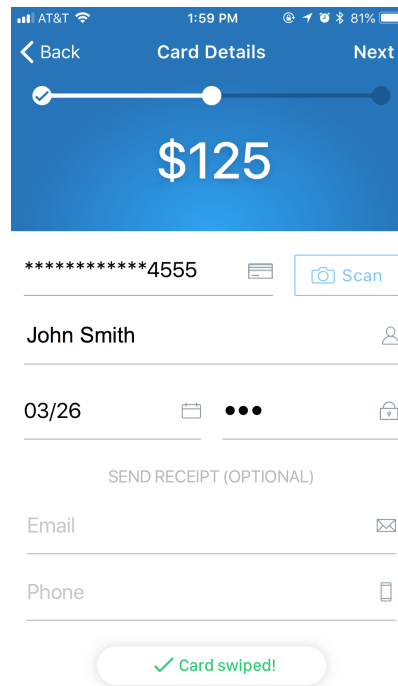 AT&T 1:59 PM 81%
Back Card Details Next
$125
************4555 Scan
John Smith
03/26 •••
SEND RECEIPT (OPTIONAL)
Email
Phone
Card swiped!